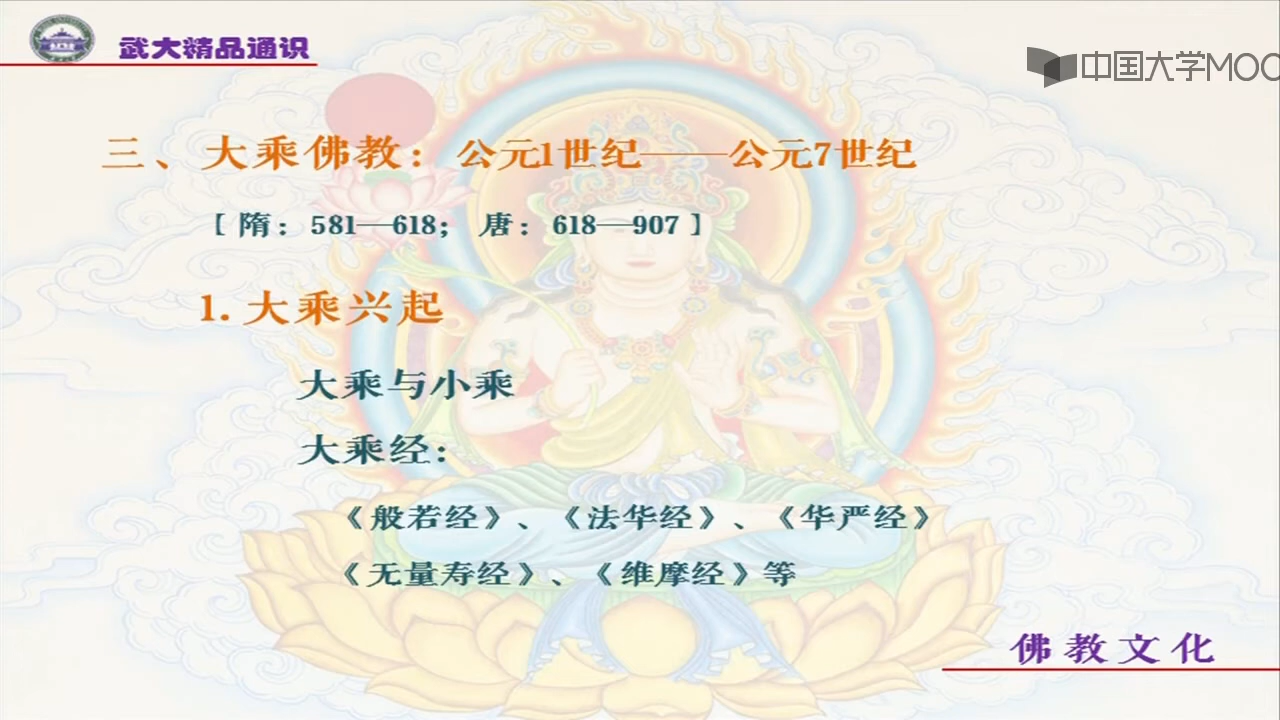 武大精品通识
中国大学MOO
三、大乘佛教：公元1世纪——公元7世纪
[ 隋：581—618； 唐：618—907 ]
1.大乘兴起
大乘与小乘
大乘经：
《般若经》、《法华经》、《华严经》
《无量寿经》、《维摩经》等
佛教文化